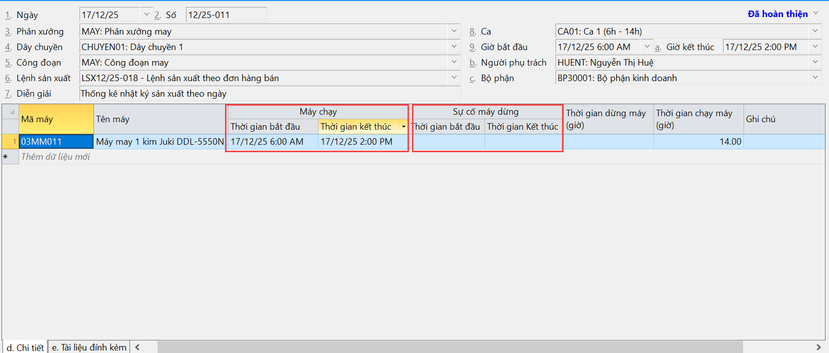 1. Ngày 17/12/25 2. Số 12/25-011 Đã hoàn thiện
3. Phân xưởng MAY: Phân xưởng may 8. Ca CA01: Ca 1 (6h - 14h)
4. Dây chuyền CHUYEN01: Dây chuyền 1 9. Giờ bắt đầu 17/12/25 6:00 AM a. Giờ kết thúc 17/12/25 2:00 PM
5. Công đoạn MAY: Công đoạn may b. Người phụ trách HUENT: Nguyễn Thị Huệ
6. Lệnh sản xuất LSX12/25-018 - Lệnh sản xuất theo đơn hàng bán c. Bộ phận BP30001: Bộ phận kinh doanh
7. Diễn giải Thống kê nhật ký sản xuất theo ngày
Mã máy Tên máy Máy chạy Sự cố máy dừng Thời gian dừng máy (giờ) Thời gian chạy máy (giờ) Ghi chú
Thời gian bắt đầu Thời gian kết thúc Thời gian bắt đầu Thời gian Kết thúc
1 03MM011 Máy may 1 kim Juki DDL-5550N 17/12/25 6:00 AM 17/12/25 2:00 PM 14.00
Thêm dữ liệu mới
d. Chi tiết e. Tài liệu đính kèm